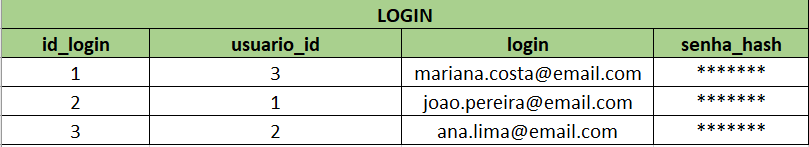 LOGIN
id_login usuario_id login senha_hash
1 3 mariana.costa@email.com *******
2 1 joao.pereira@email.com *******
3 2 ana.lima@email.com *******